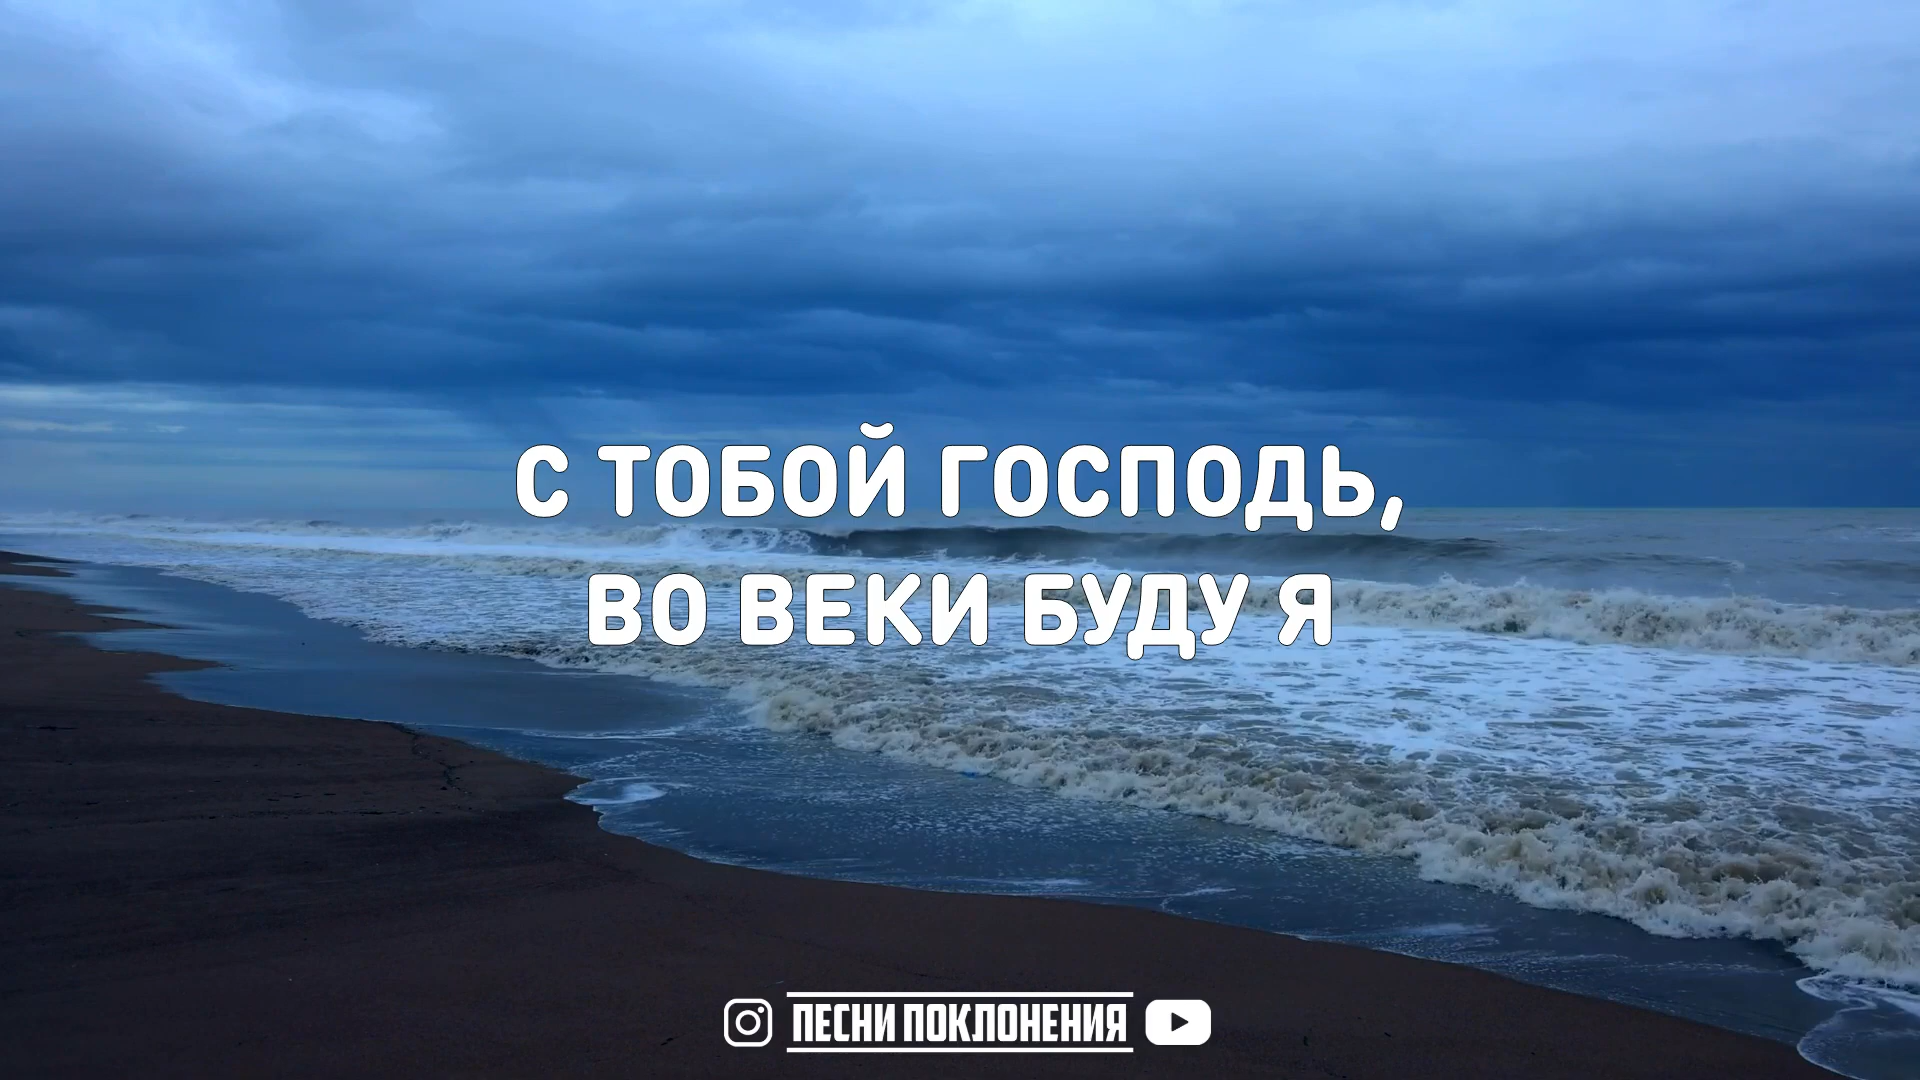 С ТОБОЙ ГОСПОДЬ,
ВО ВЕКИ БУДУ Я
ПЕСНИ ПОКЛОНЕНИЯ